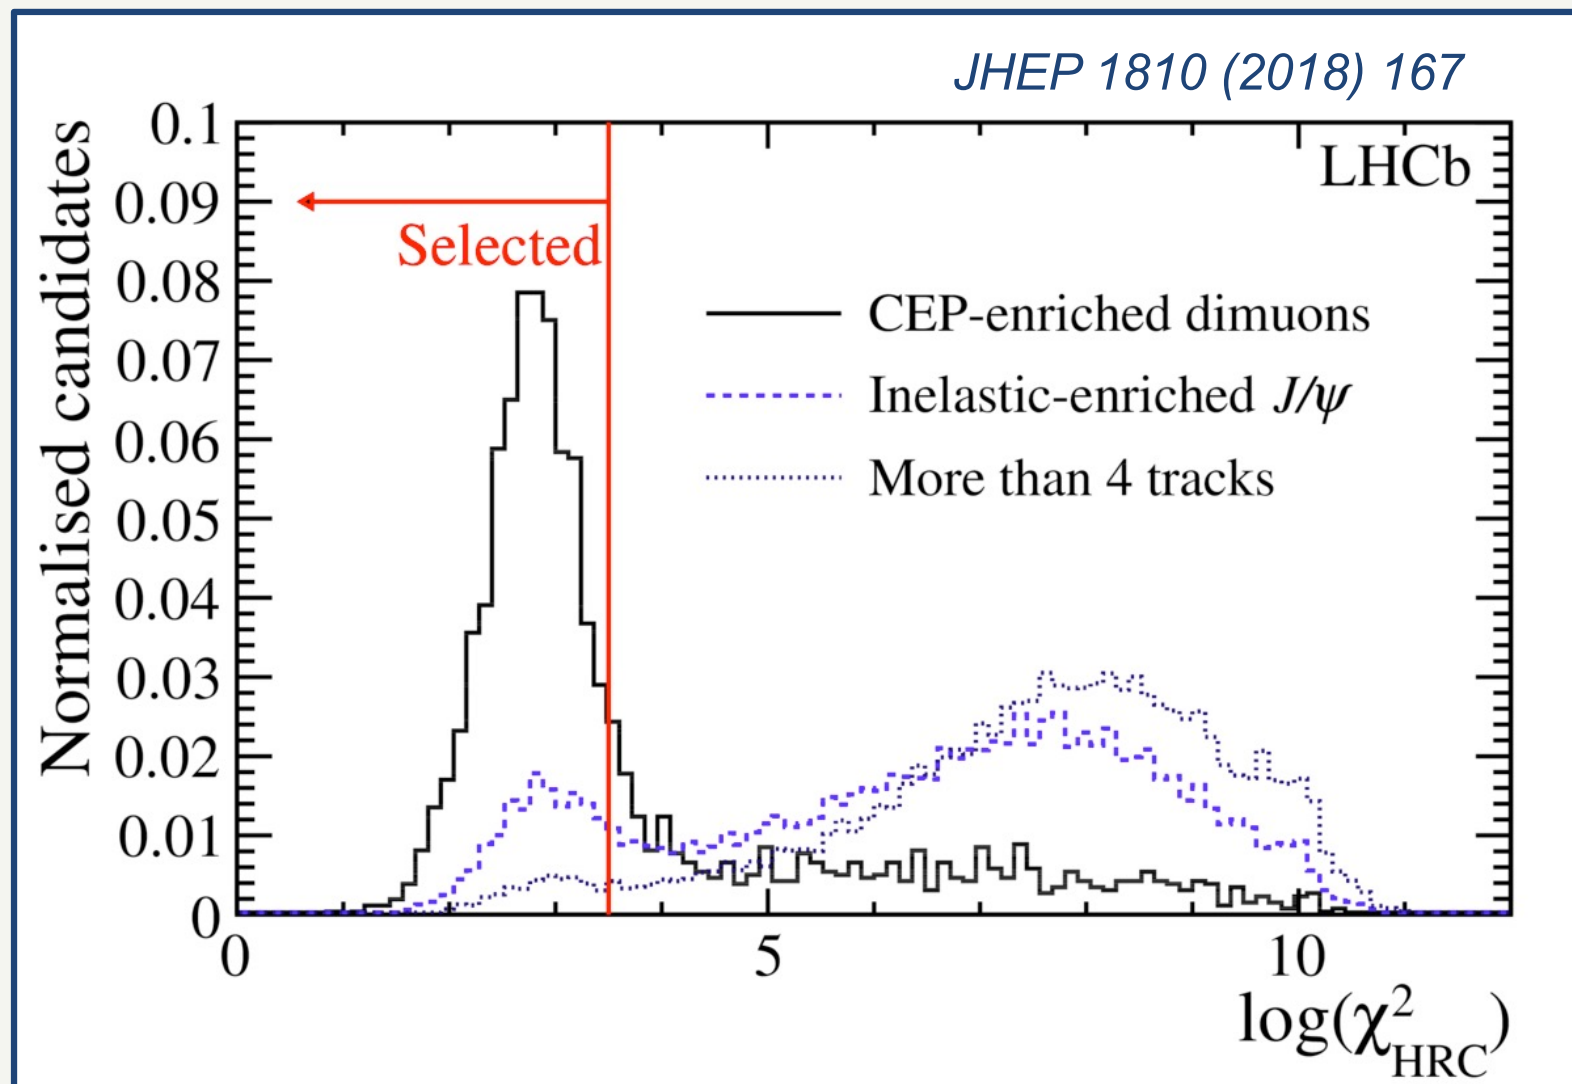 JHEP 1810 (2018) 167
Normalised candidates
0.1
0.09
0.08
0.07
0.06
0.05
0.04
0.03
0.02
0.01
0
LHCb
Selected
CEP-enriched dimuons
Inelastic-enriched J/ψ
More than 4 tracks
0 5 10
log(χ²HRC)